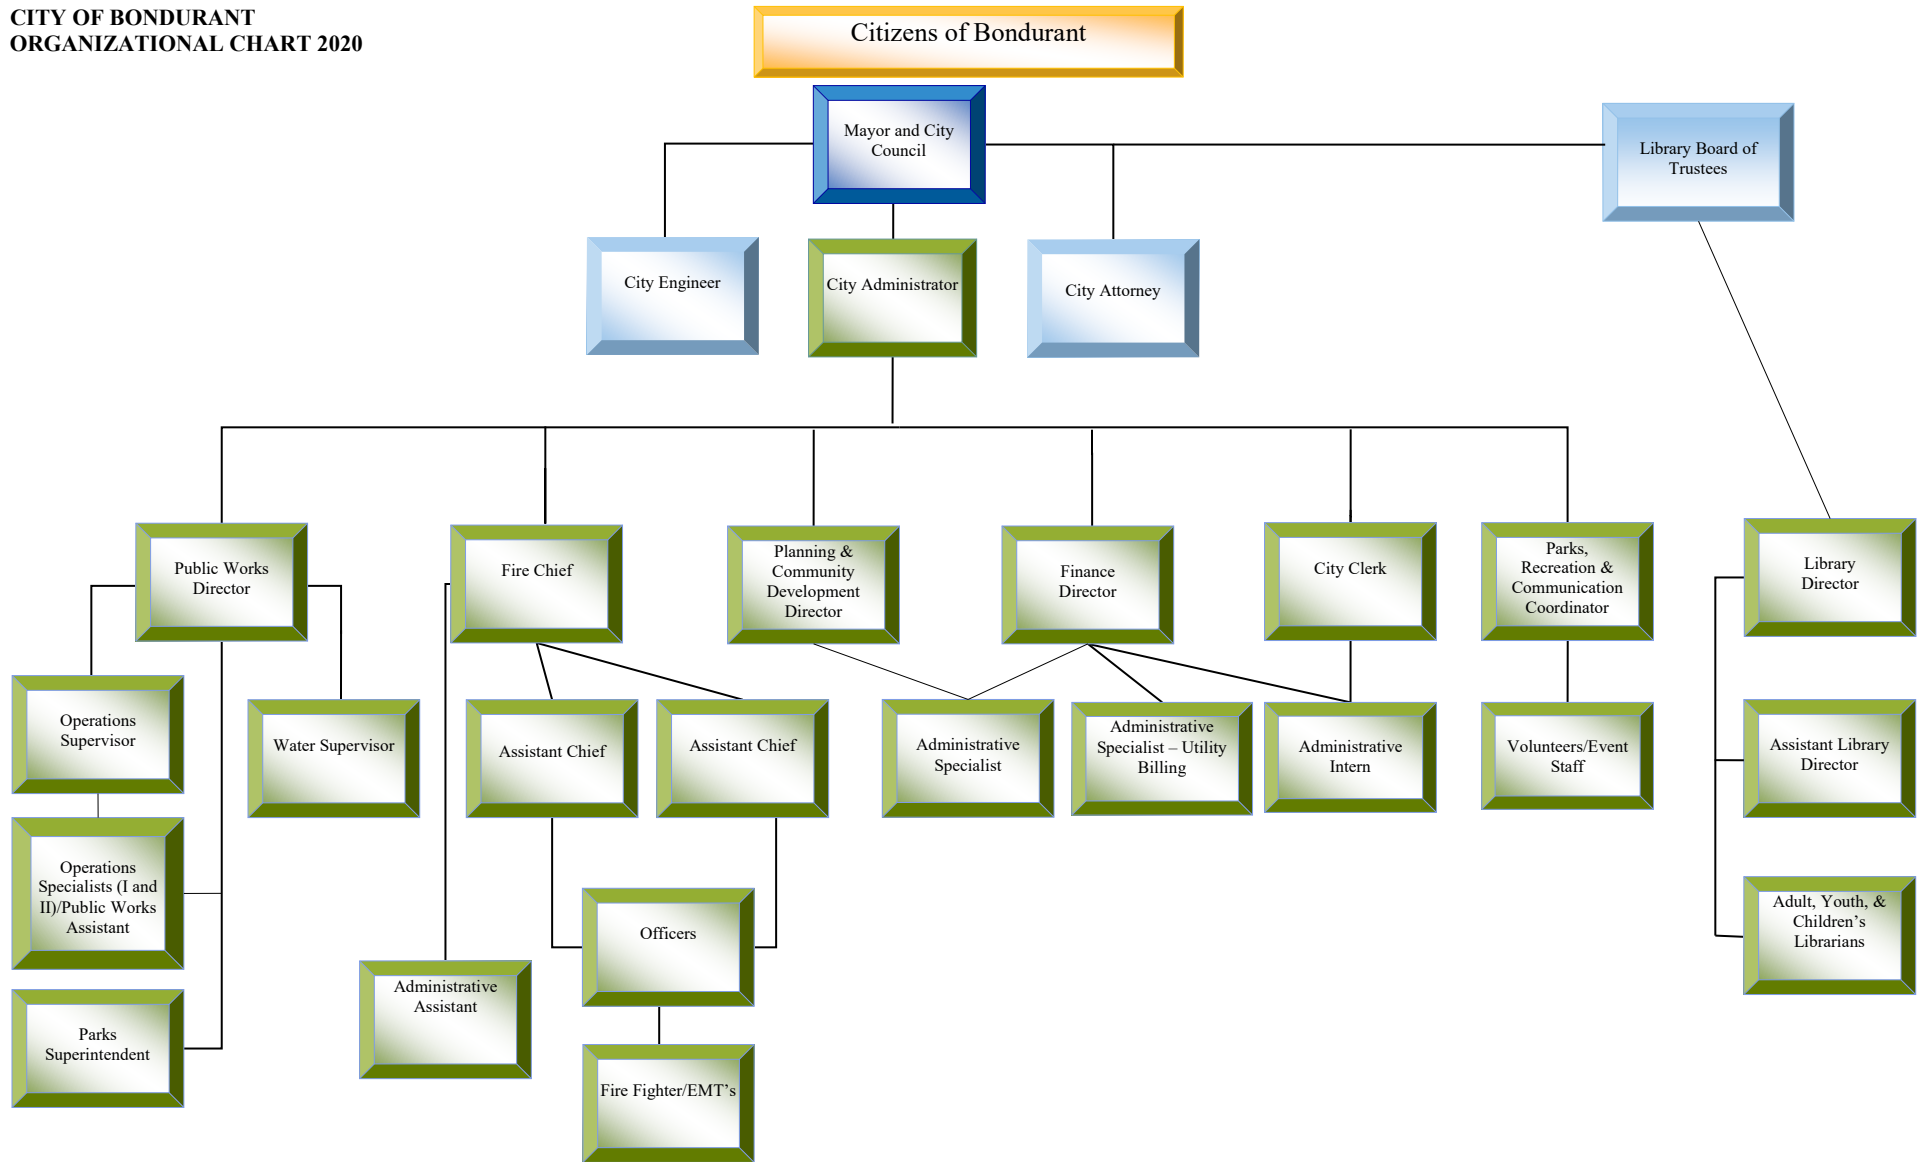 CITY OF BONDURANT
ORGANIZATIONAL CHART 2020
Citizens of Bondurant
Mayor and City
Council
Library Board of
Trustees
City Engineer
City Administrator
City Attorney
Public Works
Director
Fire Chief
Planning &
Community
Development
Director
Finance
Director
City Clerk
Parks,
Recreation &
Communication
Coordinator
Library
Director
Operations
Supervisor
Water Supervisor
Assistant Chief
Assistant Chief
Administrative
Specialist
Administrative
Specialist – Utility
Billing
Administrative
Intern
Volunteers/Event
Staff
Assistant Library
Director
Operations
Specialists (I and
II)/Public Works
Assistant
Officers
Adult, Youth, &
Children’s
Librarians
Administrative
Assistant
Parks
Superintendent
Fire Fighter/EMT’s